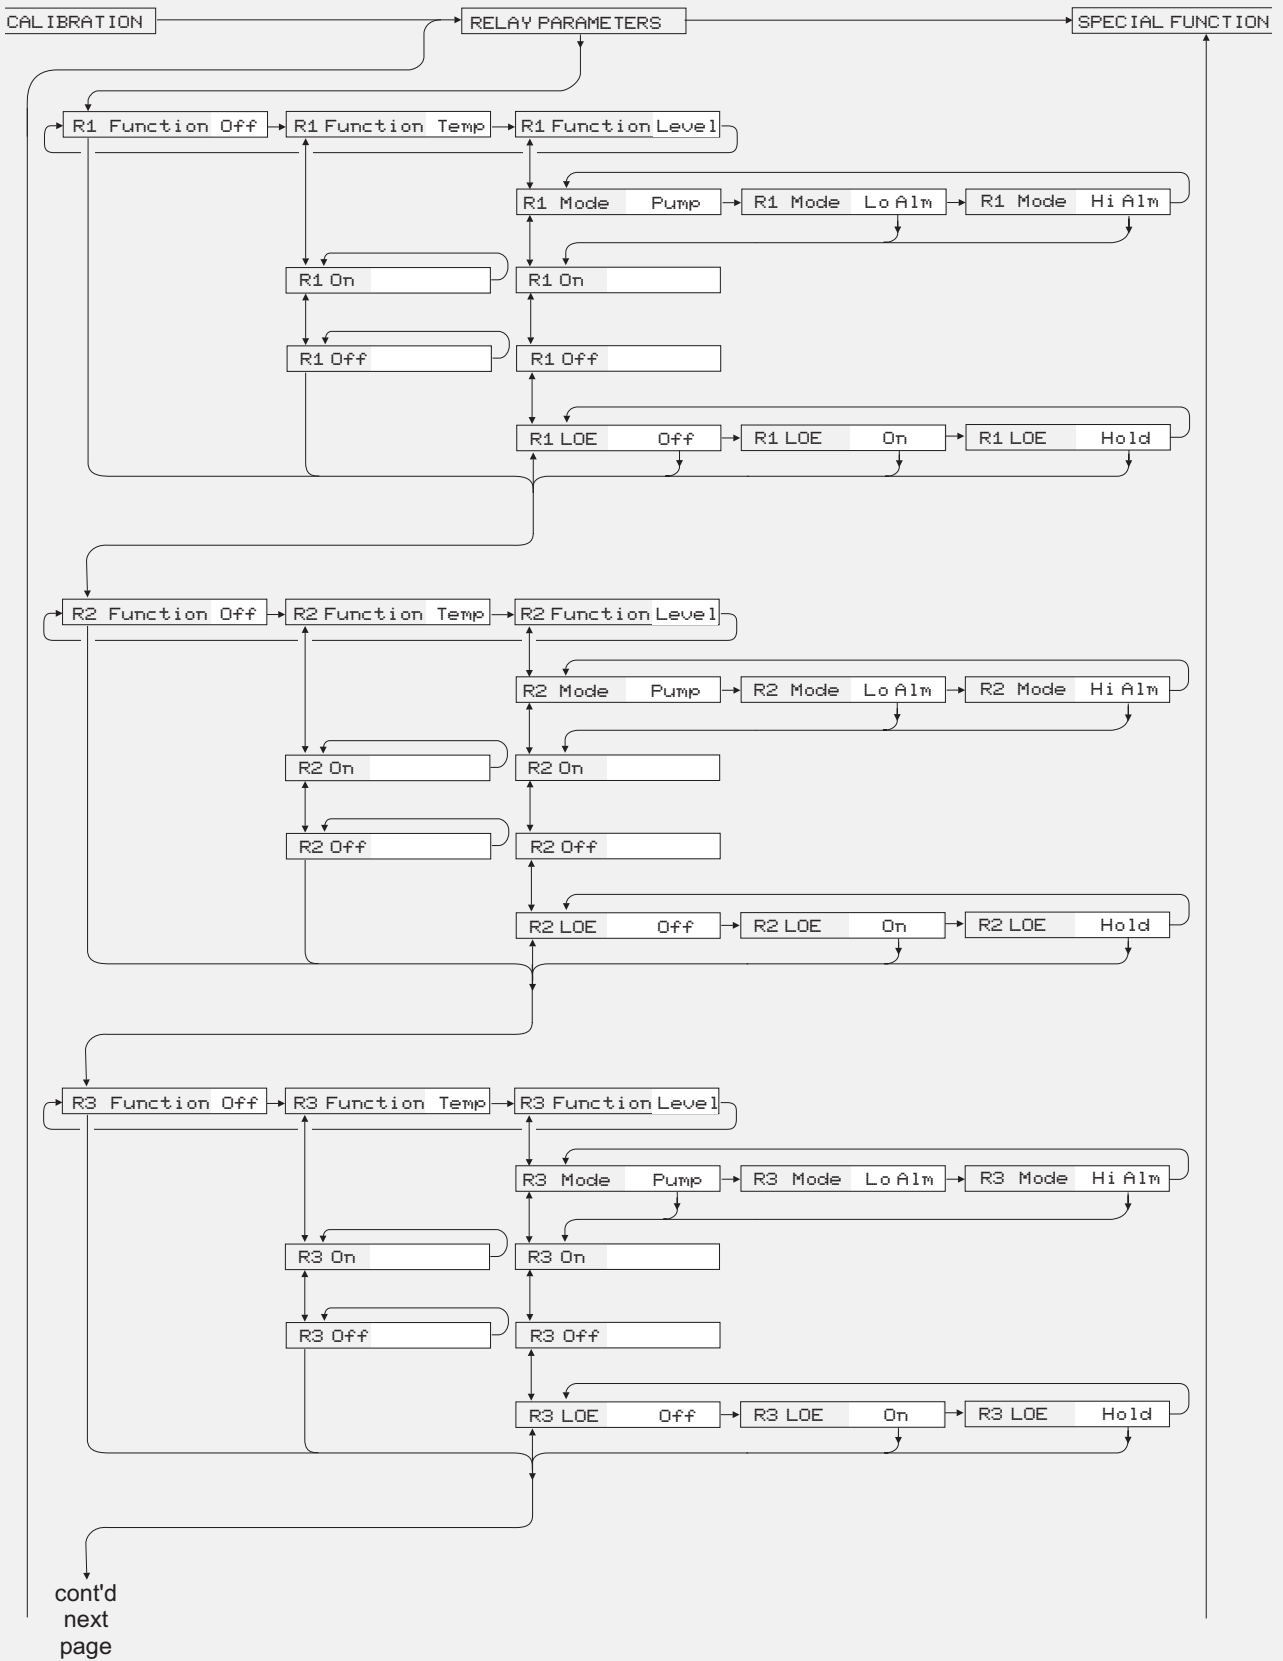 CALIBRATION RELAY PARAMETERS SPECIAL FUNCTION
R1 Function Off R1 Function Temp R1 Function Level
R1 Mode Pump R1 Mode Lo Alm R1 Mode Hi Alm
R1 On R1 On
R1 Off R1 Off
R1 LOE Off R1 LOE On R1 LOE Hold
R2 Function Off R2 Function Temp R2 Function Level
R2 Mode Pump R2 Mode Lo Alm R2 Mode Hi Alm
R2 On R2 On
R2 Off R2 Off
R2 LOE Off R2 LOE On R2 LOE Hold
R3 Function Off R3 Function Temp R3 Function Level
R3 Mode Pump R3 Mode Lo Alm R3 Mode Hi Alm
R3 On R3 On
R3 Off R3 Off
R3 LOE Off R3 LOE On R3 LOE Hold
cont'd
next
page